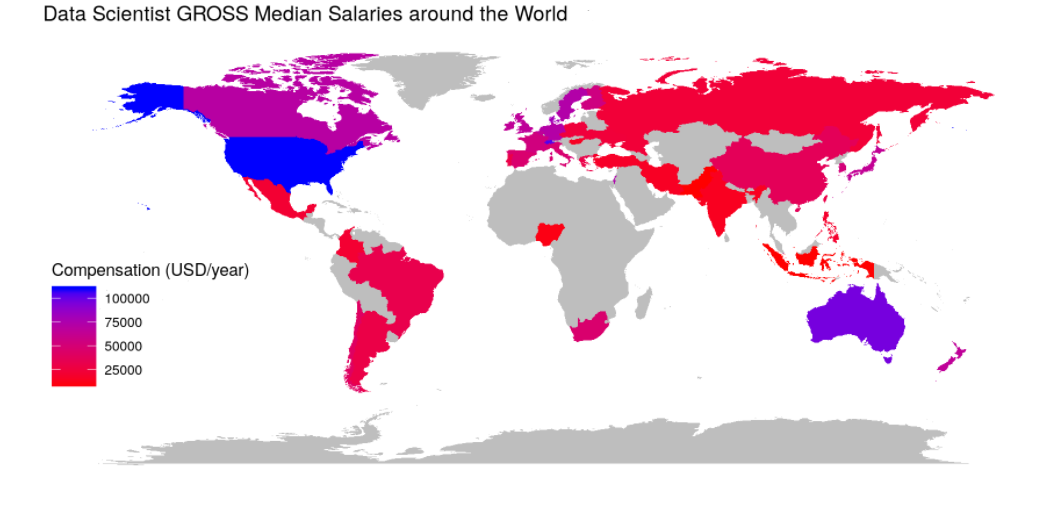 Data Scientist GROSS Median Salaries around the World
Compensation (USD/year)
100000
75000
50000
25000